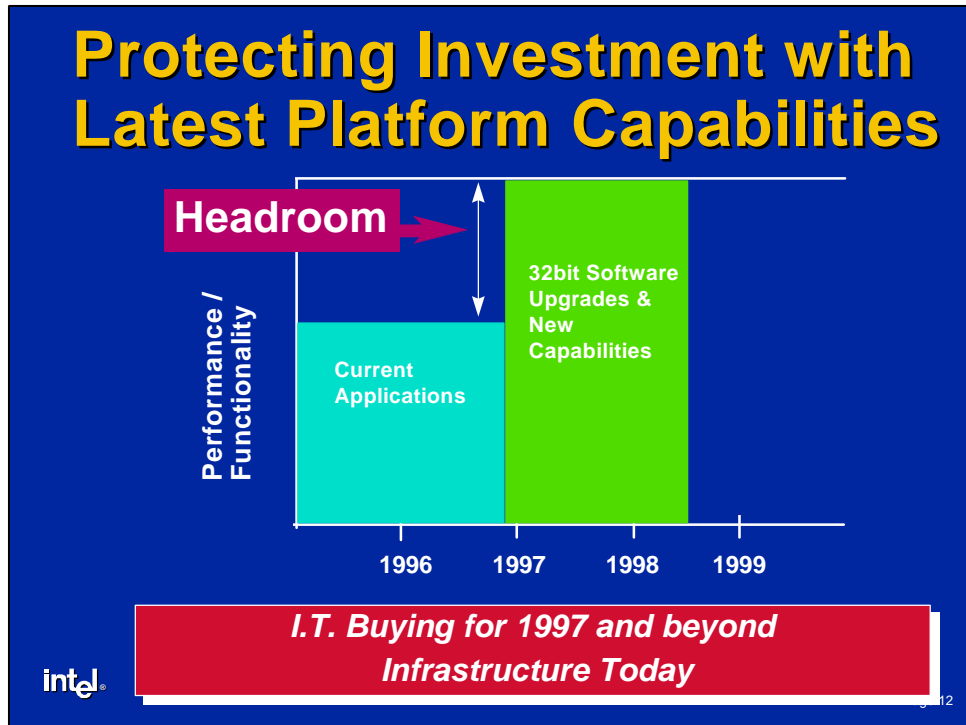 Protecting Investment with
Latest Platform Capabilities
Headroom
Performance /
Functionality
Current
Applications
32bit Software
Upgrades &
New
Capabilities
1996 1997 1998 1999
I.T. Buying for 1997 and beyond
Infrastructure Today
intel®
12